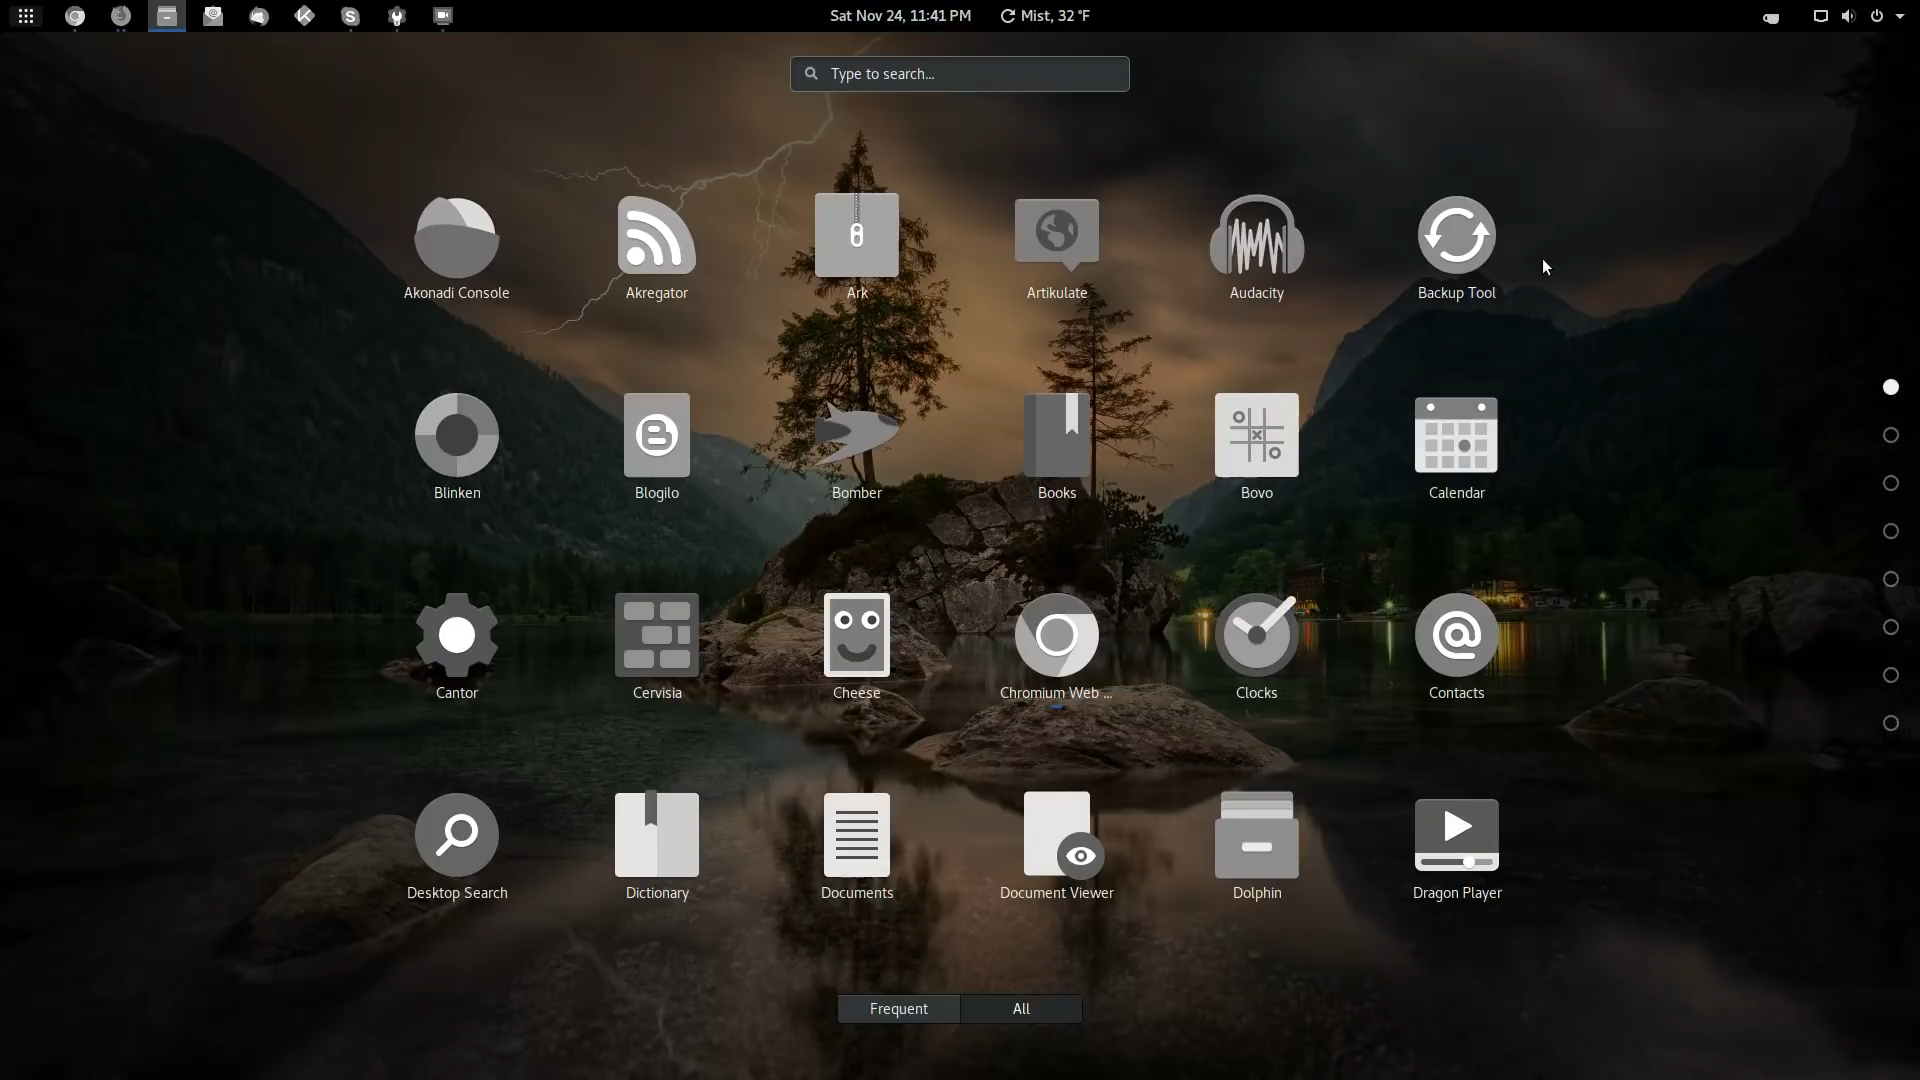 Sat Nov 24, 11:41 PM Mist, 32 °F
Type to search...
Akonadi Console Akregator Ark Artikulate Audacity Backup Tool
Blinken Blogilo Bomber Books Bovo Calendar
Cantor Cervisia Cheese Chromium Web ... Clocks Contacts
Desktop Search Dictionary Documents Document Viewer Dolphin Dragon Player
Frequent All